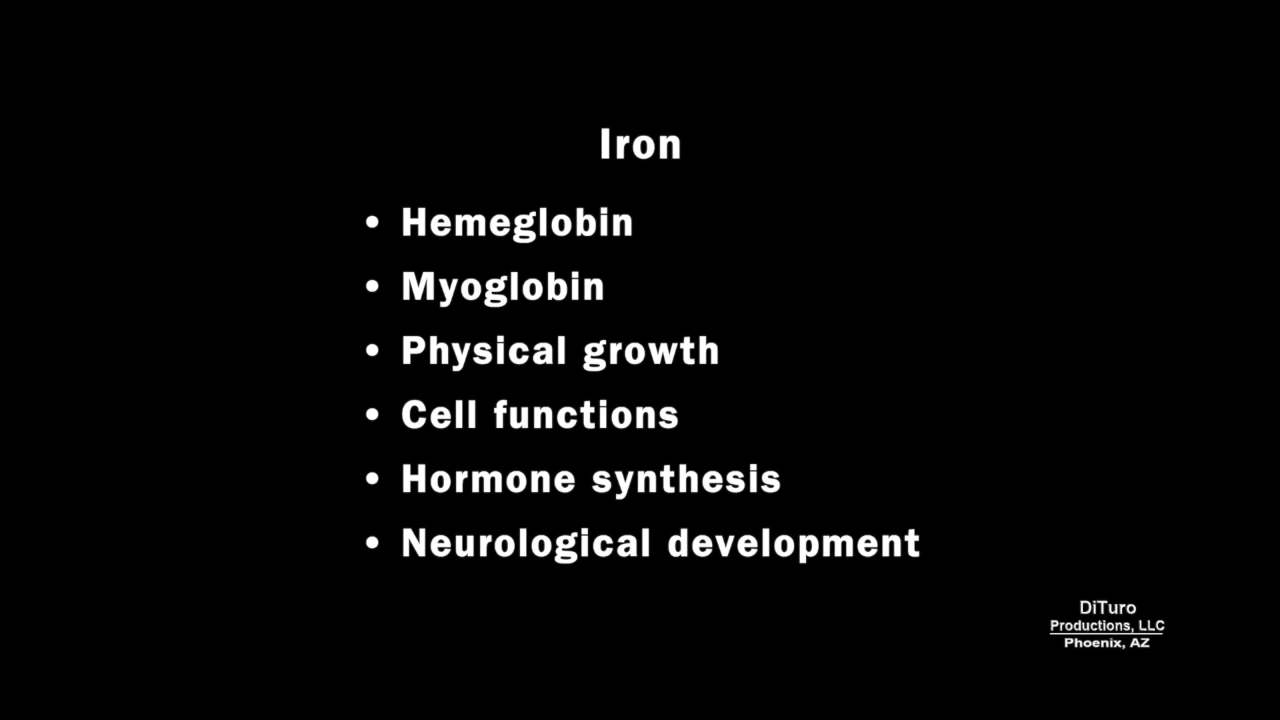 Iron
• Hemeglobin
• Myoglobin
• Physical growth
• Cell functions
• Hormone synthesis
• Neurological development
DiTuro
Productions, LLC
Phoenix, AZ